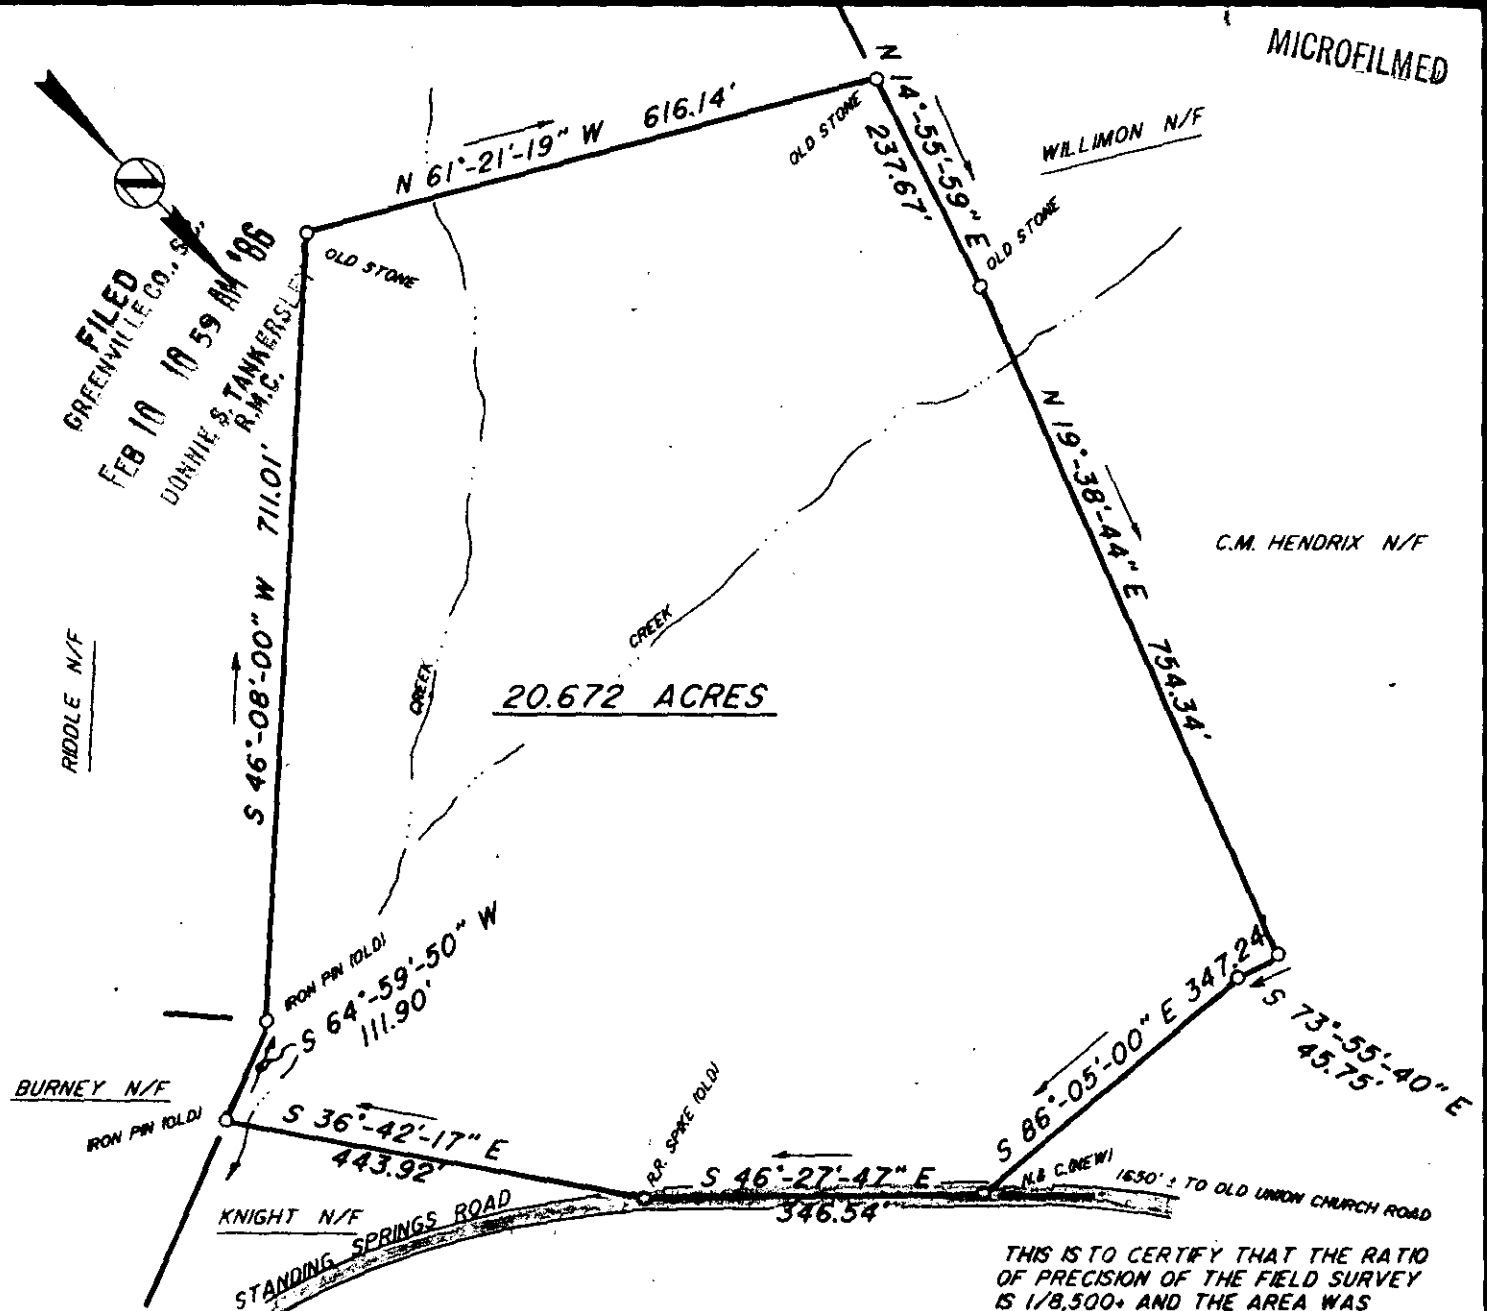 MICROFILMED
N 61°-21'-19" W 616.14'
OLD STONE
N 14°-55'-59" E
237.67'
WILLIMON N/F
OLD STONE
OLD STONE
FILED
GREENVILLE CO., S.C.
FEB 10 10 59 AM '86
DONNIE S. TANKERSLEY
R.M.C.
N 19°-38'-44" E 754.34'
C.M. HENDRIX N/F
S 46°-08'-00" W 711.01'
RIDDLE N/F
CREEK
CREEK
20.672 ACRES
IRON PIN (OLD)
S 64°-59'-50" W
111.90'
S 86°-05'-00" E 347.24'
S 73°-55'-40" E
45.75'
BURNEY N/F
IRON PIN (OLD)
S 36°-42'-17" E
443.92'
R.R. SPIKE (OLD)
S 46°-27'-47" E
346.54'
N.& C.(NEW)
1650' ± TO OLD UNION CHURCH ROAD
KNIGHT N/F
STANDING SPRINGS ROAD
THIS IS TO CERTIFY THAT THE RATIO
OF PRECISION OF THE FIELD SURVEY
IS 1/8,500+ AND THE AREA WAS